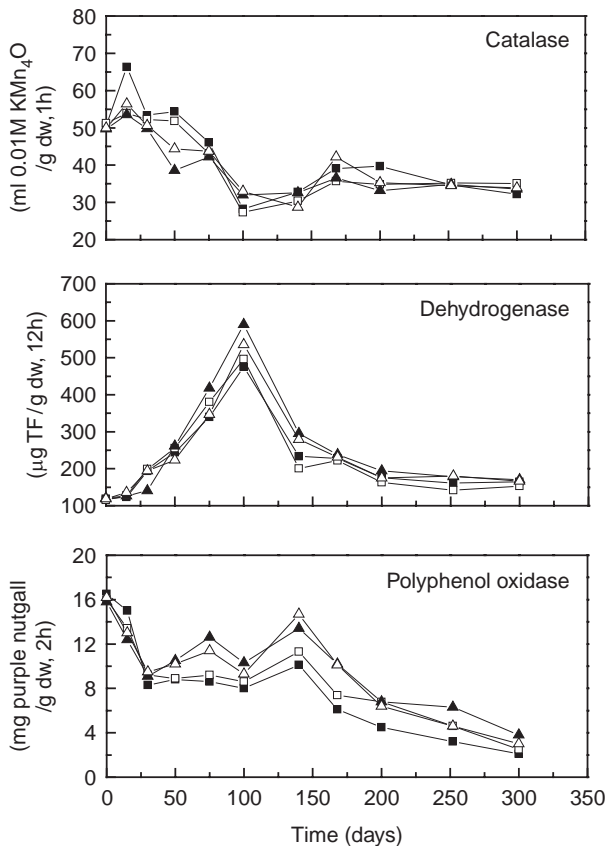 Catalase
(ml 0.01M KMn₄O
/g dw,1h)
80
70
60
50
40
30
20
Dehydrogenase
(μg TF/g dw, 12h)
700
600
500
400
300
200
100
Polyphenol oxidase
(mg purple nutgall
/g dw, 2h)
20
16
12
8
4
0
0 50 100 150 200 250 300 350
Time (days)